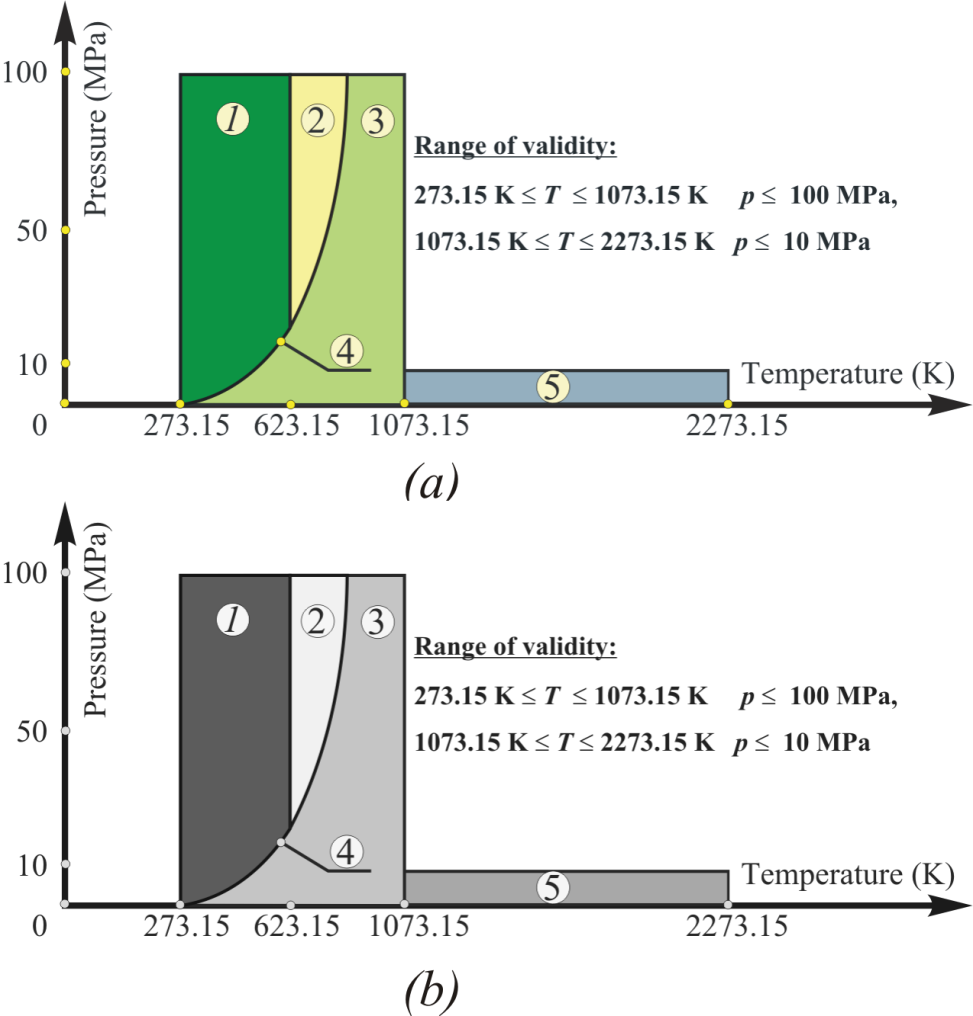 Pressure (MPa)
100
1
2
3
Range of validity:
273.15 K ≤ T ≤ 1073.15 K p ≤ 100 MPa,
50
1073.15 K ≤ T ≤ 2273.15 K p ≤ 10 MPa
4
10
5
Temperature (K)
0
273.15
623.15
1073.15
2273.15
(a)
Pressure (MPa)
100
1
2
3
Range of validity:
273.15 K ≤ T ≤ 1073.15 K p ≤ 100 MPa,
50
1073.15 K ≤ T ≤ 2273.15 K p ≤ 10 MPa
4
10
5
Temperature (K)
0
273.15
623.15
1073.15
2273.15
(b)